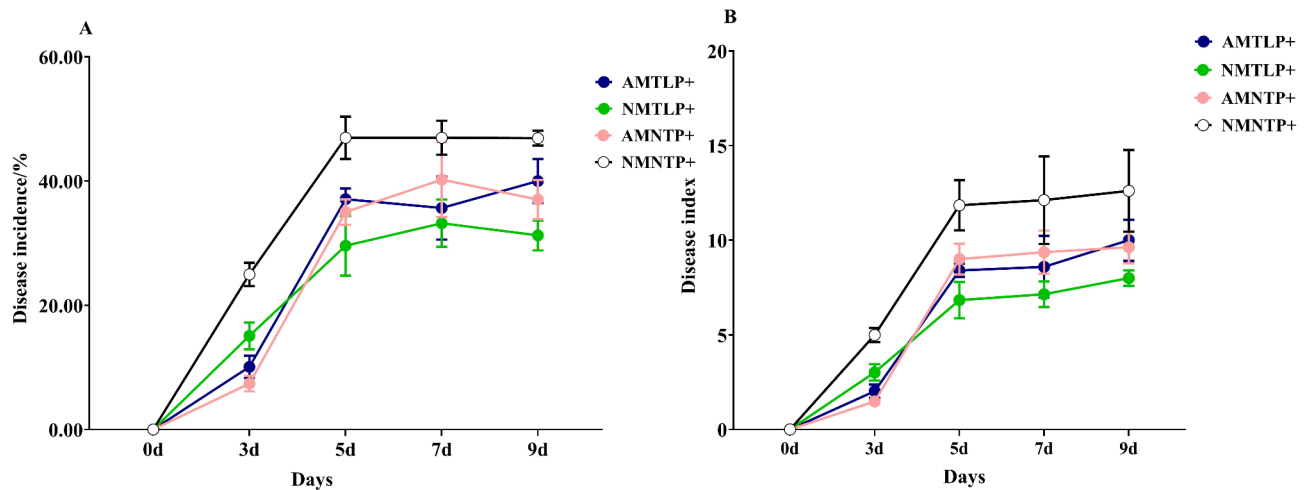 A
Disease incidence/%
60.00
40.00
20.00
0.00
0d 3d 5d 7d 9d
Days
AMTLP+
NMTLP+
AMNTP+
NMNTP+
B
Disease index
20
15
10
5
0
0d 3d 5d 7d 9d
Days
AMTLP+
NMTLP+
AMNTP+
NMNTP+